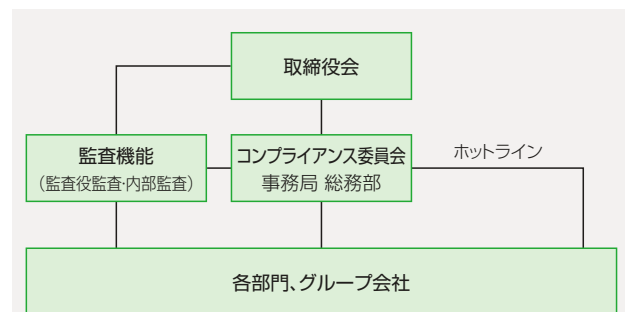 取締役会
監査機能
（監査役監査・内部監査）
コンプライアンス委員会
事務局 総務部
ホットライン
各部門、グループ会社